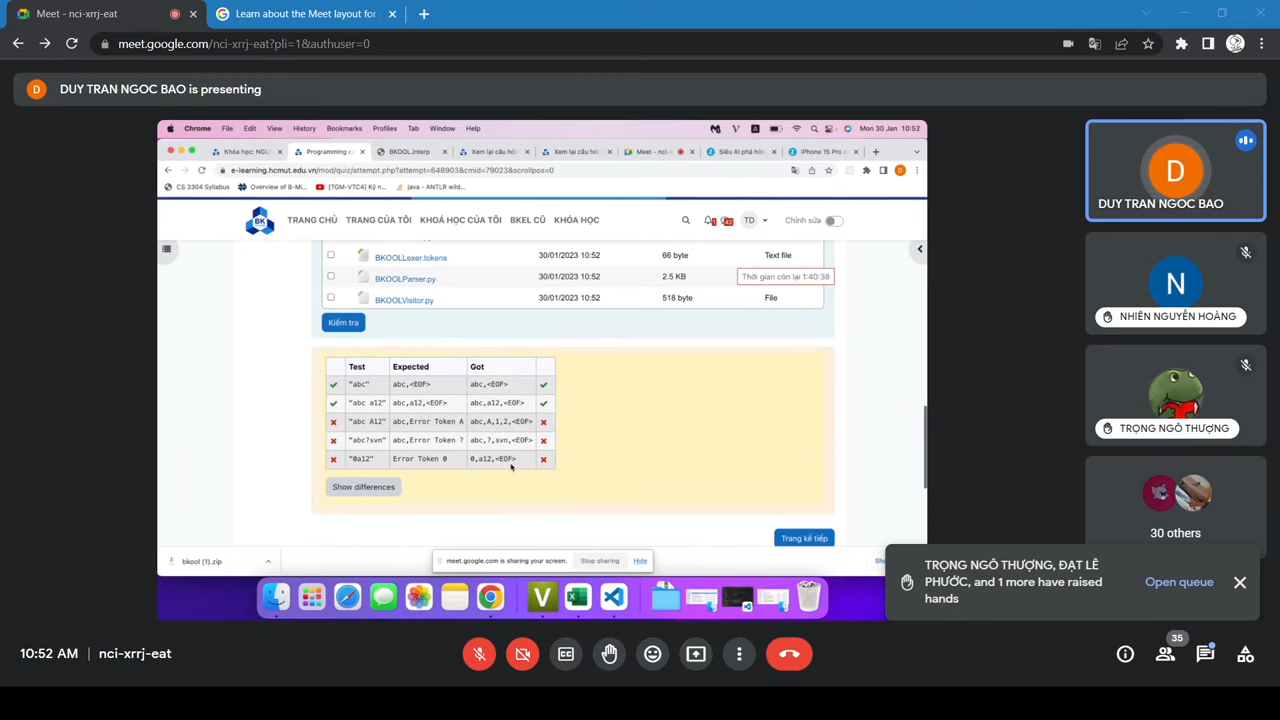 Meet - nci-xrrj-eat
Learn about the Meet layout for
meet.google.com/nci-xrrj-eat?pli=1&authuser=0
D DUY TRAN NGOC BAO is presenting
Chrome File Edit View History Bookmarks Profiles Tab Window Help
Mon 30 Jan 10:52
BKOOL.interp
Xem lại câu hỏi
Xem lại câu hỏi
Meet - nci-x
iPhone 15 Pro c
e-learning.hcmut.edu.vn/mod/quiz/attempt.php?attempt=648903&cmid=79023&scrollpos=0
CS 3304 Syllabus
Overview of B-Mi...
[TGM-VTC4] Kỹ n...
java - ANTLR wild...
BK
TRANG CHỦ TRANG CỦA TÔI KHOÁ HỌC CỦA TÔI BKEL CŨ KHÓA HỌC
TD
Chỉnh sửa
BKOOLLexer.tokens 30/01/2023 10:52 66 byte Text file
BKOOLParser.py 30/01/2023 10:52 2.5 KB
Thời gian còn lại 1:40:38
BKOOLVisitor.py 30/01/2023 10:52 518 byte File
Kiểm tra
Test Expected Got
"abc" abc,<EOF> abc,<EOF>
"abc a12" abc,a12,<EOF> abc,a12,<EOF>
"abc A12" abc,Error Token A abc,A,1,2,<EOF>
"abc?svn" abc,Error Token ? abc,?,svn,<EOF>
"0a12" Error Token 0 0,a12,<EOF>
Show differences
Trang kế tiếp
bkool (1).zip
meet.google.com is sharing your screen.
Stop sharing
Hide
D
DUY TRAN NGOC BAO
N
NHIÊN NGUYỄN HOÀNG
TRỌNG NGÔ THƯỢNG
30 others
TRỌNG NGÔ THƯỢNG, ĐẠT LÊ
PHƯỚC, and 1 more have raised
hands
Open queue
10:52 AM | nci-xrrj-eat
35